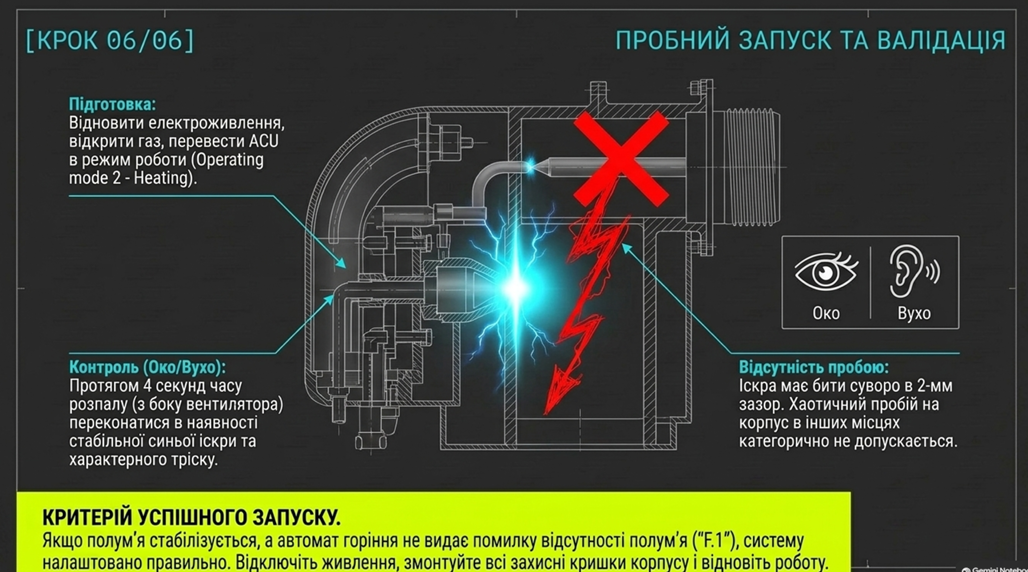 [КРОК 06/06]
ПРОБНИЙ ЗАПУСК ТА ВАЛІДАЦІЯ
Підготовка:
Відновити електроживлення,
відкрити газ, перевести ACU
в режим роботи (Operating
mode 2 - Heating).
Око
Вухо
Контроль (Око/Вухо):
Протягом 4 секунд часу
розпалу (з боку вентилятора)
переконатися в наявності
стабільної синьої іскри та
характерного тріску.
Відсутність пробою:
Іскра має бити суворо в 2-мм
зазор. Хаотичний пробій на
корпус в інших місцях
категорично не допускається.
КРИТЕРІЙ УСПІШНОГО ЗАПУСКУ.
Якщо полум'я стабілізується, а автомат горіння не видає помилку відсутності полум'я ("F.1"), систему
налаштовано правильно. Відключіть живлення, змонтуйте всі захисні кришки корпусу і відновіть роботу.
Gemini Notebo